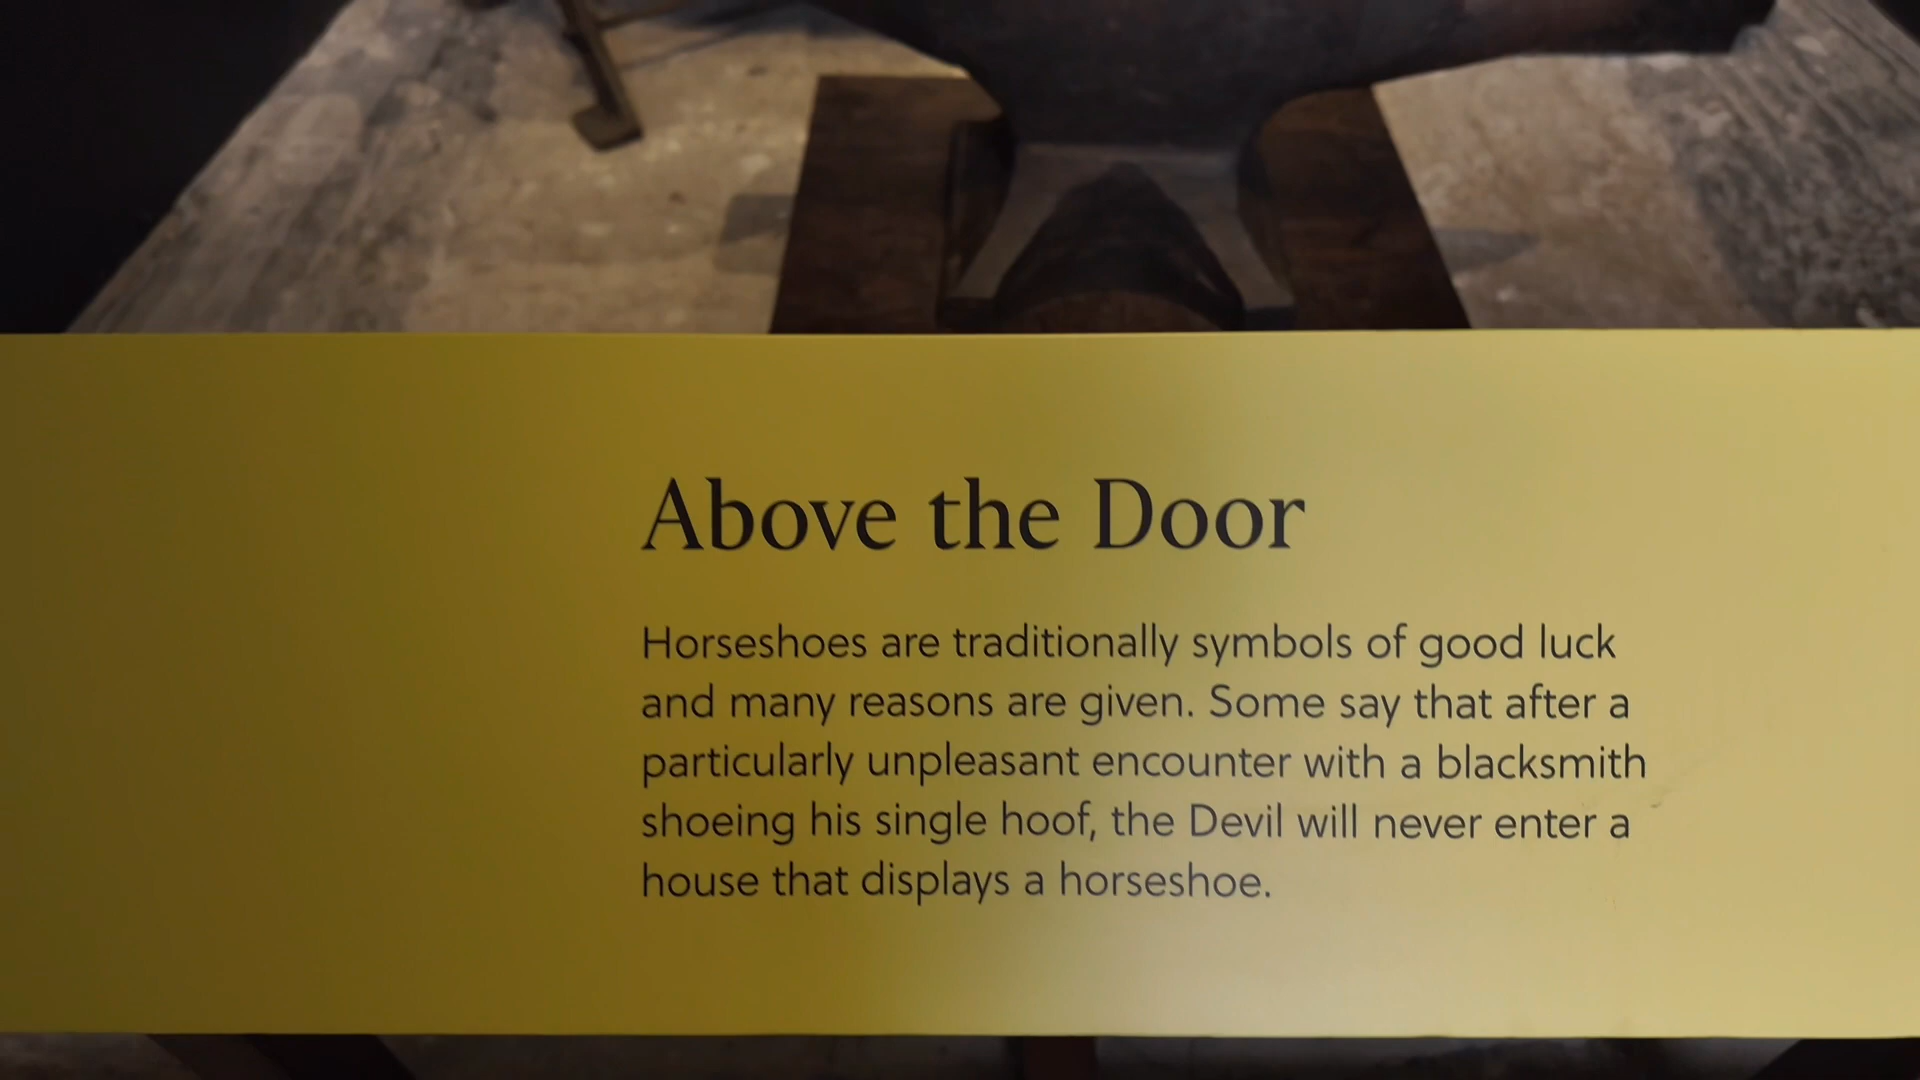 Above the Door
Horseshoes are traditionally symbols of good luck
and many reasons are given. Some say that after a
particularly unpleasant encounter with a blacksmith
shoeing his single hoof, the Devil will never enter a
house that displays a horseshoe.